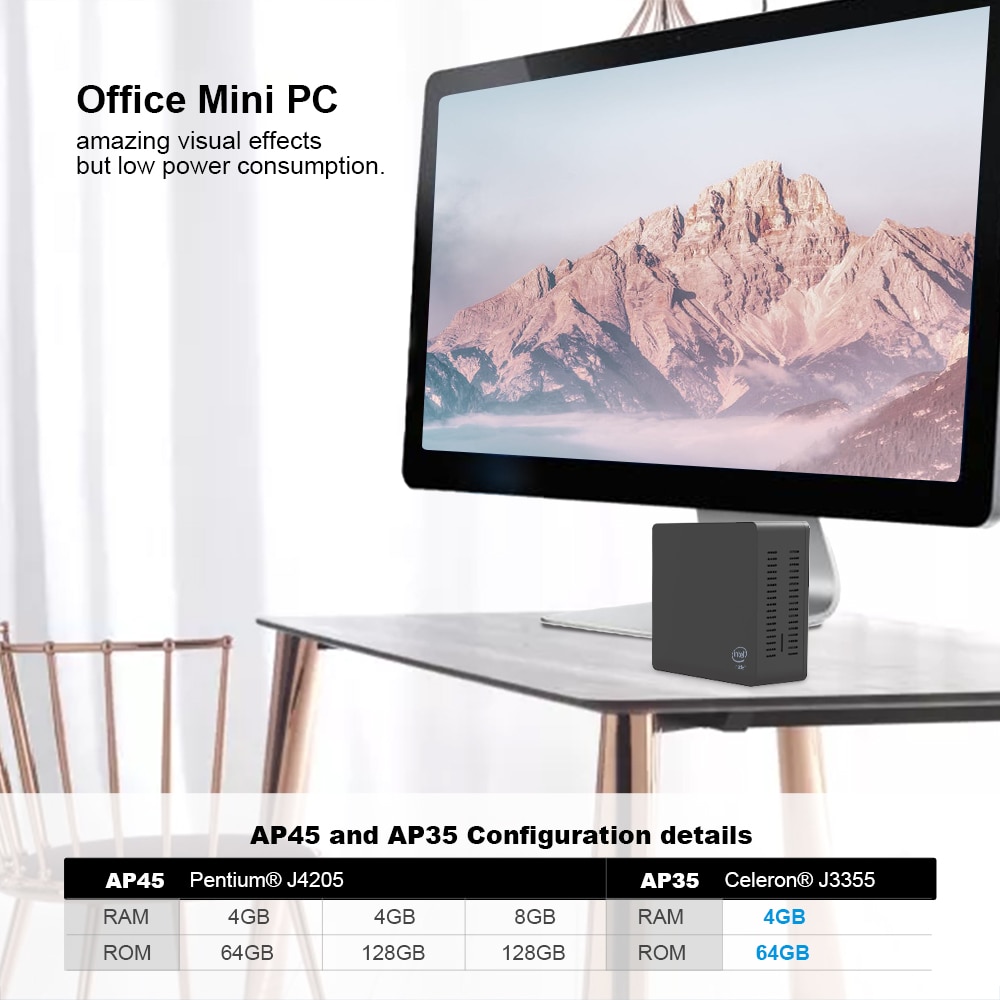 Office Mini PC
amazing visual effects
but low power consumption.
intel
AP45 and AP35 Configuration details
AP45 Pentium® J4205 AP35 Celeron® J3355
RAM 4GB 4GB 8GB RAM 4GB
ROM 64GB 128GB 128GB ROM 64GB